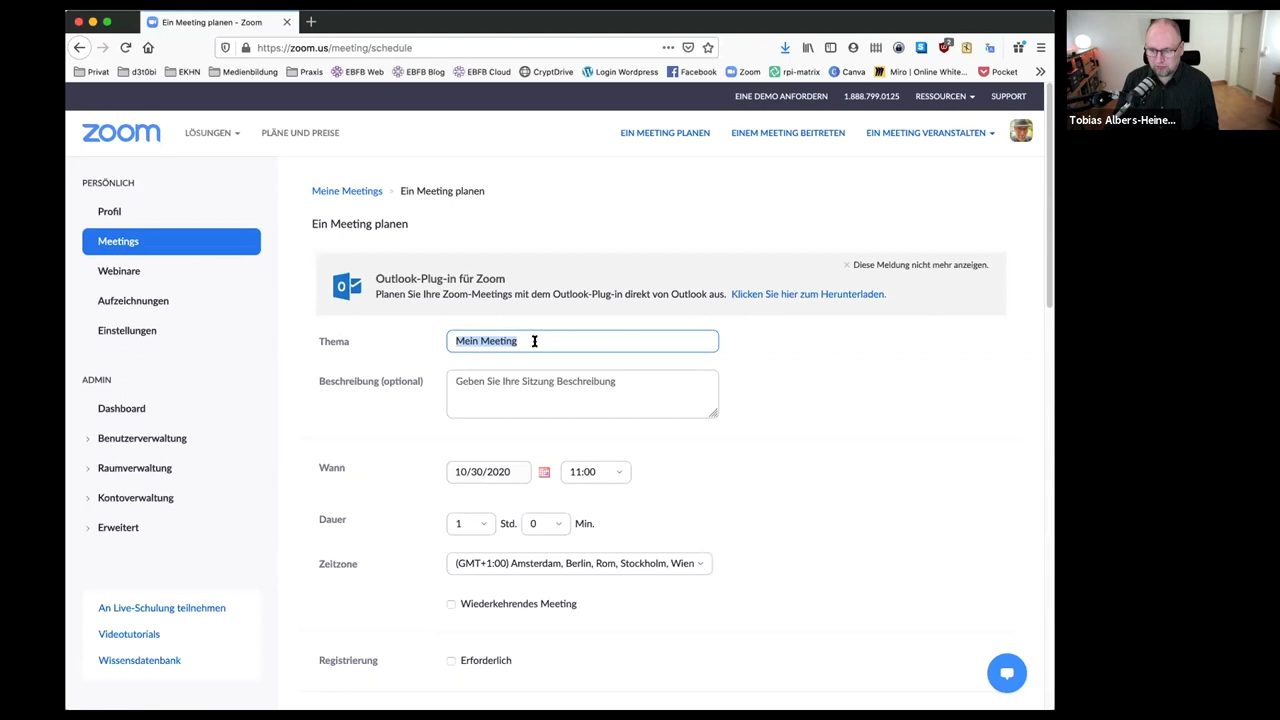 Ein Meeting planen - Zoom
https://zoom.us/meeting/schedule
Privat d3t0bi EKHN Medienbildung Praxis EBFB Web EBFB Blog EBFB Cloud CryptDrive Login Wordpress Facebook Zoom rpi-matrix Canva Miro | Online White... Pocket
EINE DEMO ANFORDERN 1.888.799.0125 RESSOURCEN SUPPORT
zoom LÖSUNGEN PLÄNE UND PREISE EIN MEETING PLANEN EINEM MEETING BEITRETEN EIN MEETING VERANSTALTEN
Tobias Albers-Heine...
PERSÖNLICH
Profil
Meetings
Webinare
Aufzeichnungen
Einstellungen
ADMIN
Dashboard
Benutzerverwaltung
Raumverwaltung
Kontoverwaltung
Erweitert
An Live-Schulung teilnehmen
Videotutorials
Wissensdatenbank
Meine Meetings > Ein Meeting planen
Ein Meeting planen
× Diese Meldung nicht mehr anzeigen.
Outlook-Plug-in für Zoom
Planen Sie Ihre Zoom-Meetings mit dem Outlook-Plug-in direkt von Outlook aus. Klicken Sie hier zum Herunterladen.
Thema Mein Meeting
Beschreibung (optional) Geben Sie Ihre Sitzung Beschreibung
Wann 10/30/2020 11:00
Dauer 1 Std. 0 Min.
Zeitzone (GMT+1:00) Amsterdam, Berlin, Rom, Stockholm, Wien
Wiederkehrendes Meeting
Registrierung Erforderlich